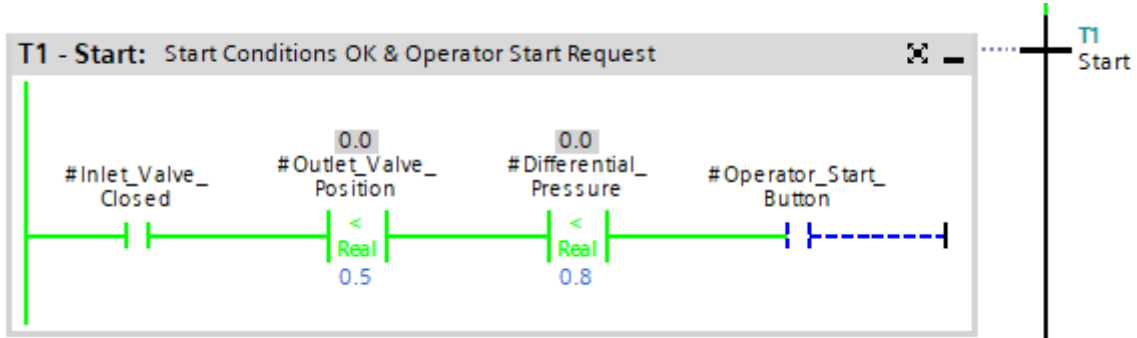 T1 - Start: Start Conditions OK & Operator Start Request
T1
Start
0.0
0.0
#Inlet_Valve_
Closed
#Outlet_Valve_
Position
#Differential_
Pressure
#Operator_Start_
Button
<
Real
<
Real
0.5
0.8